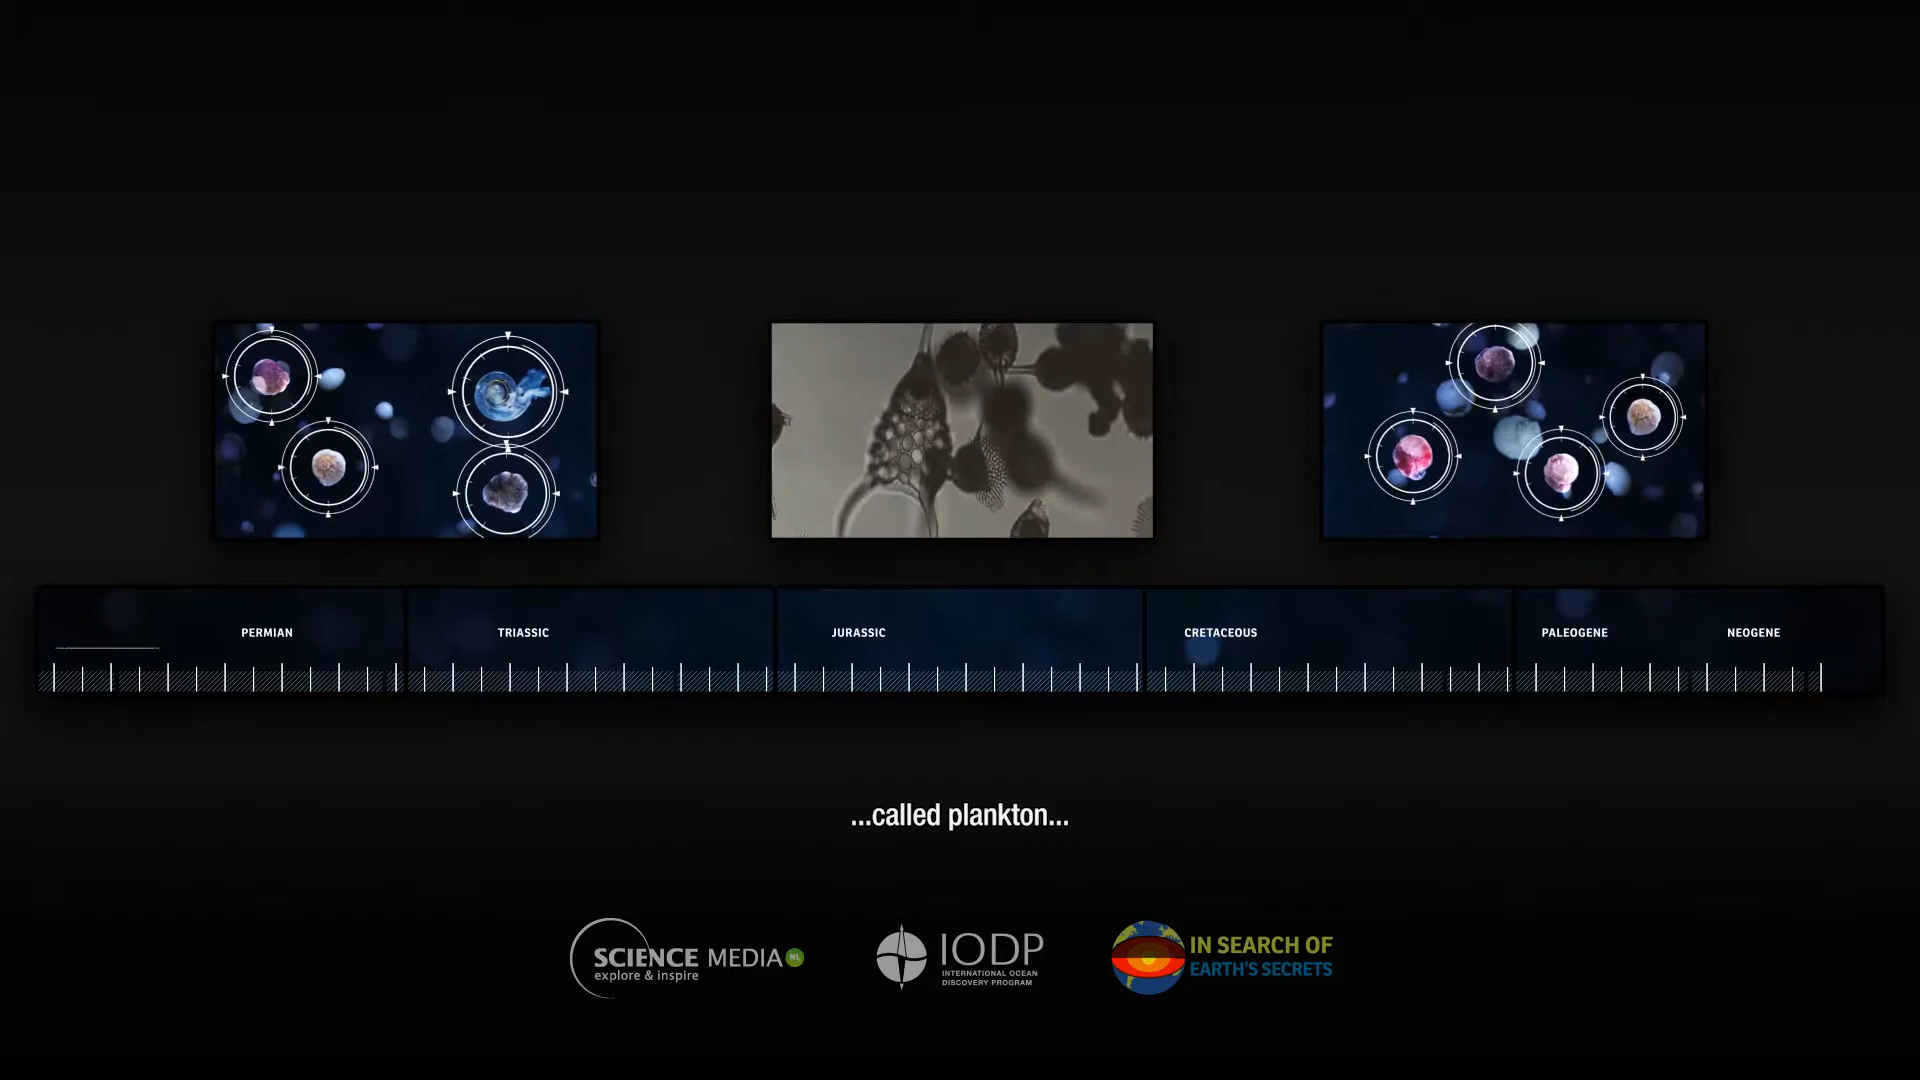 PERMIAN
TRIASSIC
JURASSIC
CRETACEOUS
PALEOGENE
NEOGENE
...called plankton...
SCIENCE MEDIA NL
explore & inspire
IODP
INTERNATIONAL OCEAN
DISCOVERY PROGRAM
IN SEARCH OF
EARTH'S SECRETS